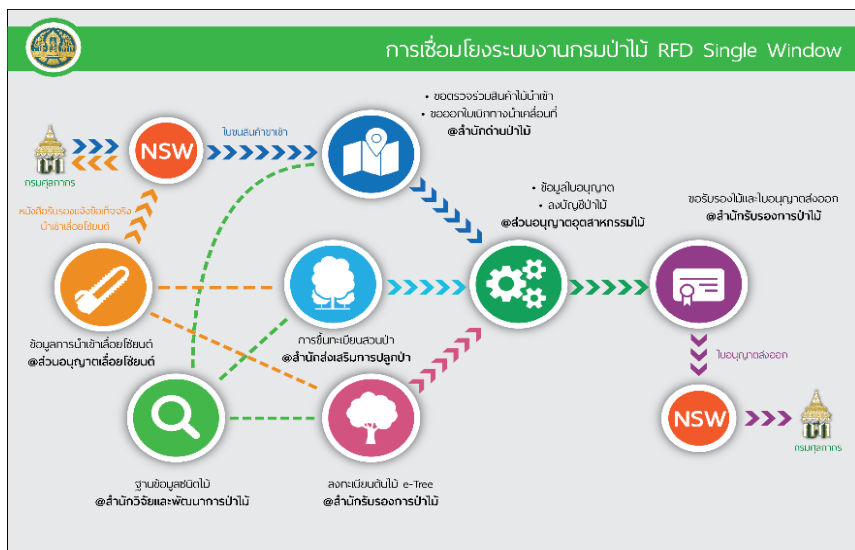 การเชื่อมโยงระบบงานกรมป่าไม้ RFD Single Window
• ขอตรวจร่วมสินค้าไม้นำเข้า
• ขอออกใบเบิกทางนำเคลื่อนที่
@สำนักด่านป่าไม้
NSW
ใบขนสินค้าขาเข้า
กรมศุลกากร
หนังสือรับรองแจ้งข้อเท็จจริง
นำเข้าเลื่อยโซ่ยนต์
• ข้อมูลใบอนุญาต
• ลงบัญชีป่าไม้
@ส่วนอนุญาตอุตสาหกรรมไม้
ขอรับรองไม้และใบอนุญาตส่งออก
@สำนักรับรองการป่าไม้
ข้อมูลการนำเข้าเลื่อยโซ่ยนต์
@ส่วนอนุญาตเลื่อยโซ่ยนต์
การขึ้นทะเบียนสวนป่า
@สำนักส่งเสริมการปลูกป่า
ใบอนุญาตส่งออก
NSW
กรมศุลกากร
ฐานข้อมูลชนิดไม้
@สำนักวิจัยและพัฒนาการป่าไม้
ลงทะเบียนต้นไม้ e-Tree
@สำนักรับรองการป่าไม้